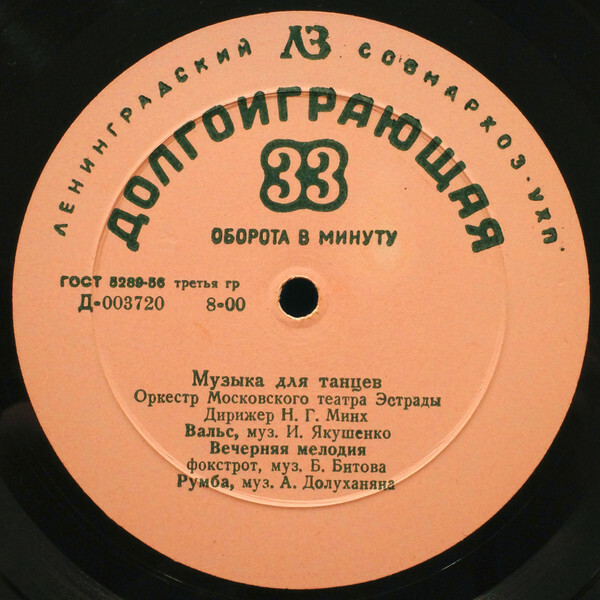 ЛЕНИНГРАДСКИЙ ЛЗ СОВНАРХОЗ-УХП.
ДОЛГОИГРАЮЩАЯ
33
ОБОРОТА В МИНУТУ
ГОСТ 5289-56 третья гр
Д-003720 8-00
Музыка для танцев
Оркестр Московского театра Эстрады
Дирижер Н. Г. Минх
Вальс, муз. И. Якушенко
Вечерняя мелодия
фокстрот, муз. Б. Битова
Румба, муз. А. Долуханяна